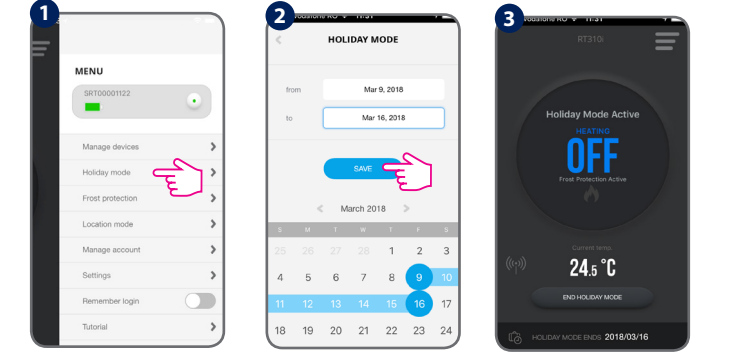 1
MENU
SRT00001122
Manage devices
Holiday mode
Frost protection
Location mode
Manage account
Settings
Remember login
Tutorial
2
11:31
HOLIDAY MODE
from Mar 9, 2018
to Mar 16, 2018
SAVE
March 2018
S M T W T F S
25 26 27 28 1 2 3
4 5 6 7 8 9 10
11 12 13 14 15 16 17
18 19 20 21 22 23 24
3
11:31
RT310i
Holiday Mode Active
HEATING
OFF
Frost Protection Active
Current temp.
24.5 °C
END HOLIDAY MODE
HOLIDAY MODE ENDS 2018/03/16